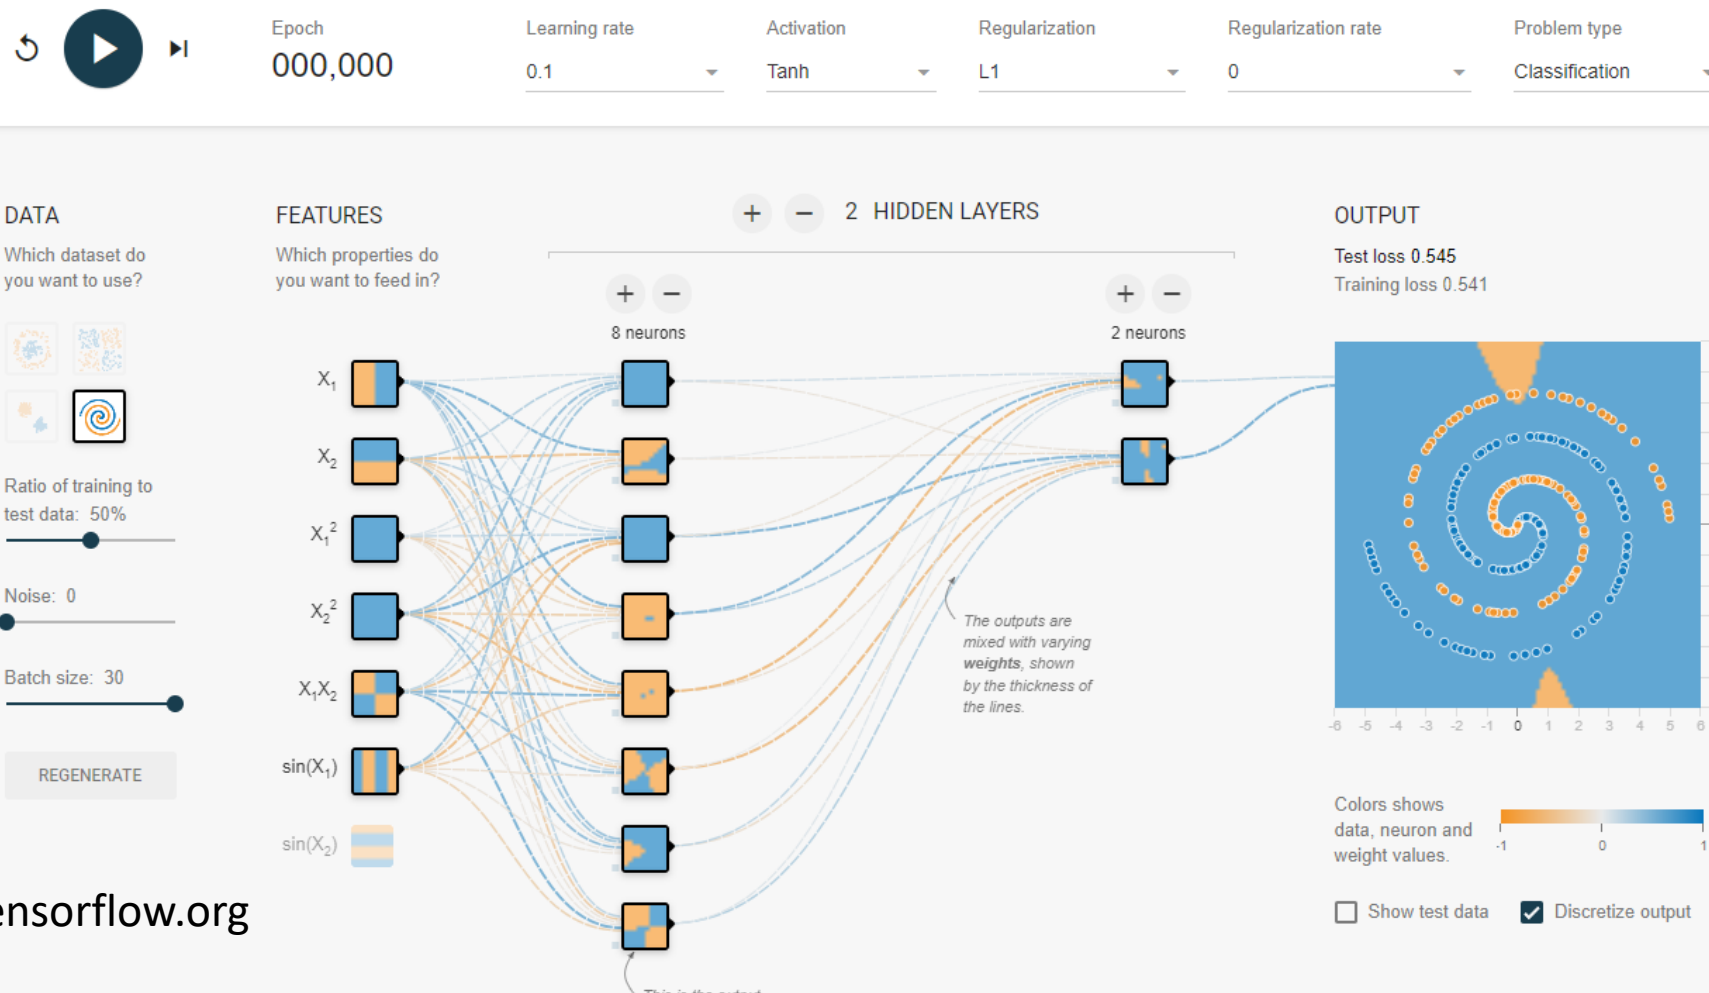 Epoch
000,000
Learning rate
0.1
Activation
Tanh
Regularization
L1
Regularization rate
0
Problem type
Classification
DATA
Which dataset do
you want to use?
Ratio of training to
test data: 50%
Noise: 0
Batch size: 30
REGENERATE
FEATURES
Which properties do
you want to feed in?
X₁
X₂
X₁²
X₂²
X₁X₂
sin(X₁)
sin(X₂)
+ − 2 HIDDEN LAYERS
+ −
8 neurons
+ −
2 neurons
The outputs are
mixed with varying
weights, shown
by the thickness of
the lines.
This is the output
OUTPUT
Test loss 0.545
Training loss 0.541
-6 -5 -4 -3 -2 -1 0 1 2 3 4 5 6
Colors shows
data, neuron and
weight values.
-1 0 1
Show test data
Discretize output
ensorflow.org